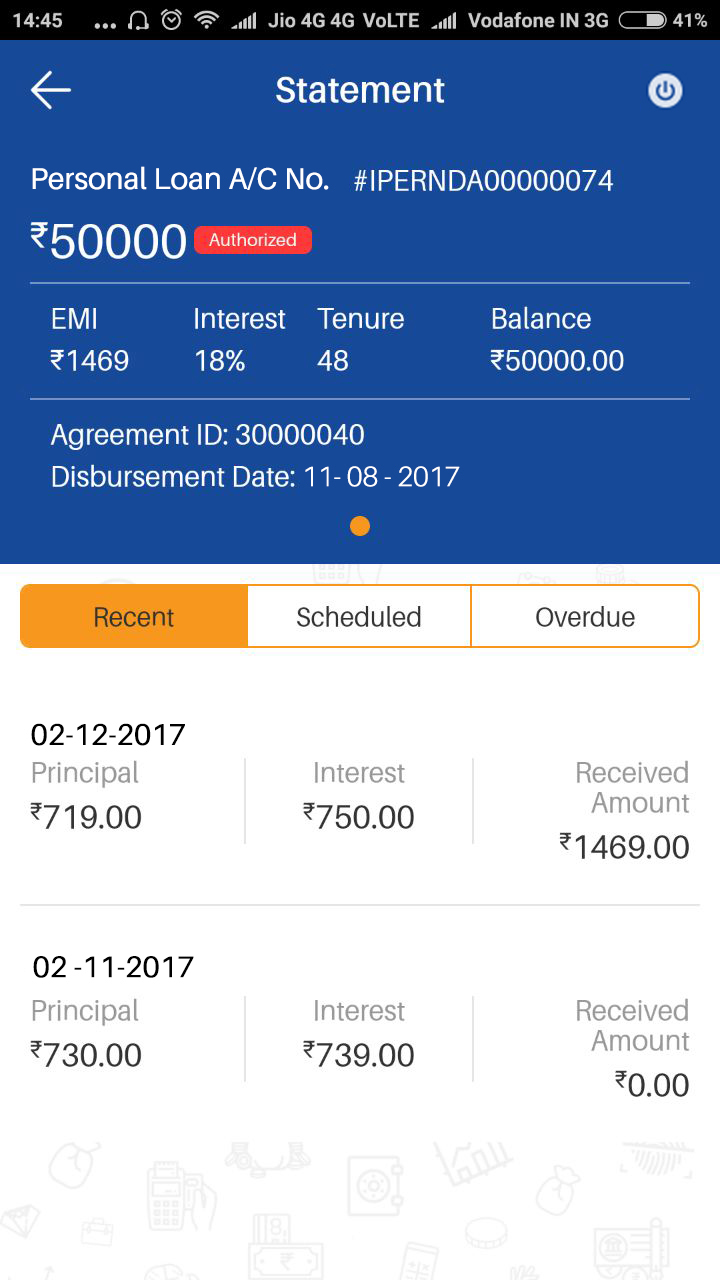 14:45 ... Jio 4G 4G VoLTE Vodafone IN 3G 41%
Statement
Personal Loan A/C No. #IPERNDA00000074
₹50000 Authorized
EMI Interest Tenure Balance
₹1469 18% 48 ₹50000.00
Agreement ID: 30000040
Disbursement Date: 11- 08 - 2017
Recent Scheduled Overdue
02-12-2017
Principal Interest Received
Amount
₹719.00 ₹750.00 ₹1469.00
02 -11-2017
Principal Interest Received
Amount
₹730.00 ₹739.00 ₹0.00